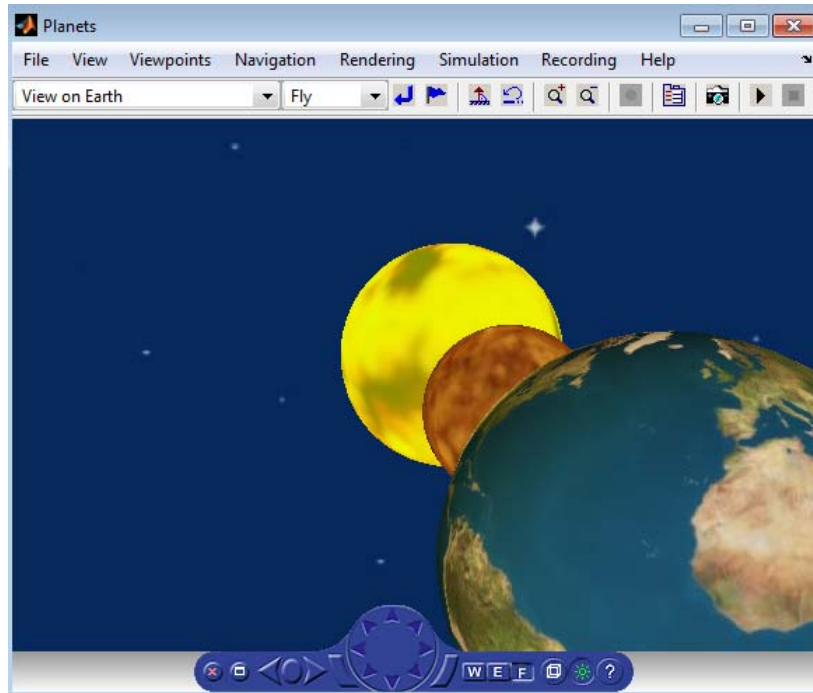 Planets
File View Viewpoints Navigation Rendering Simulation Recording Help
View on Earth Fly
W E F ?